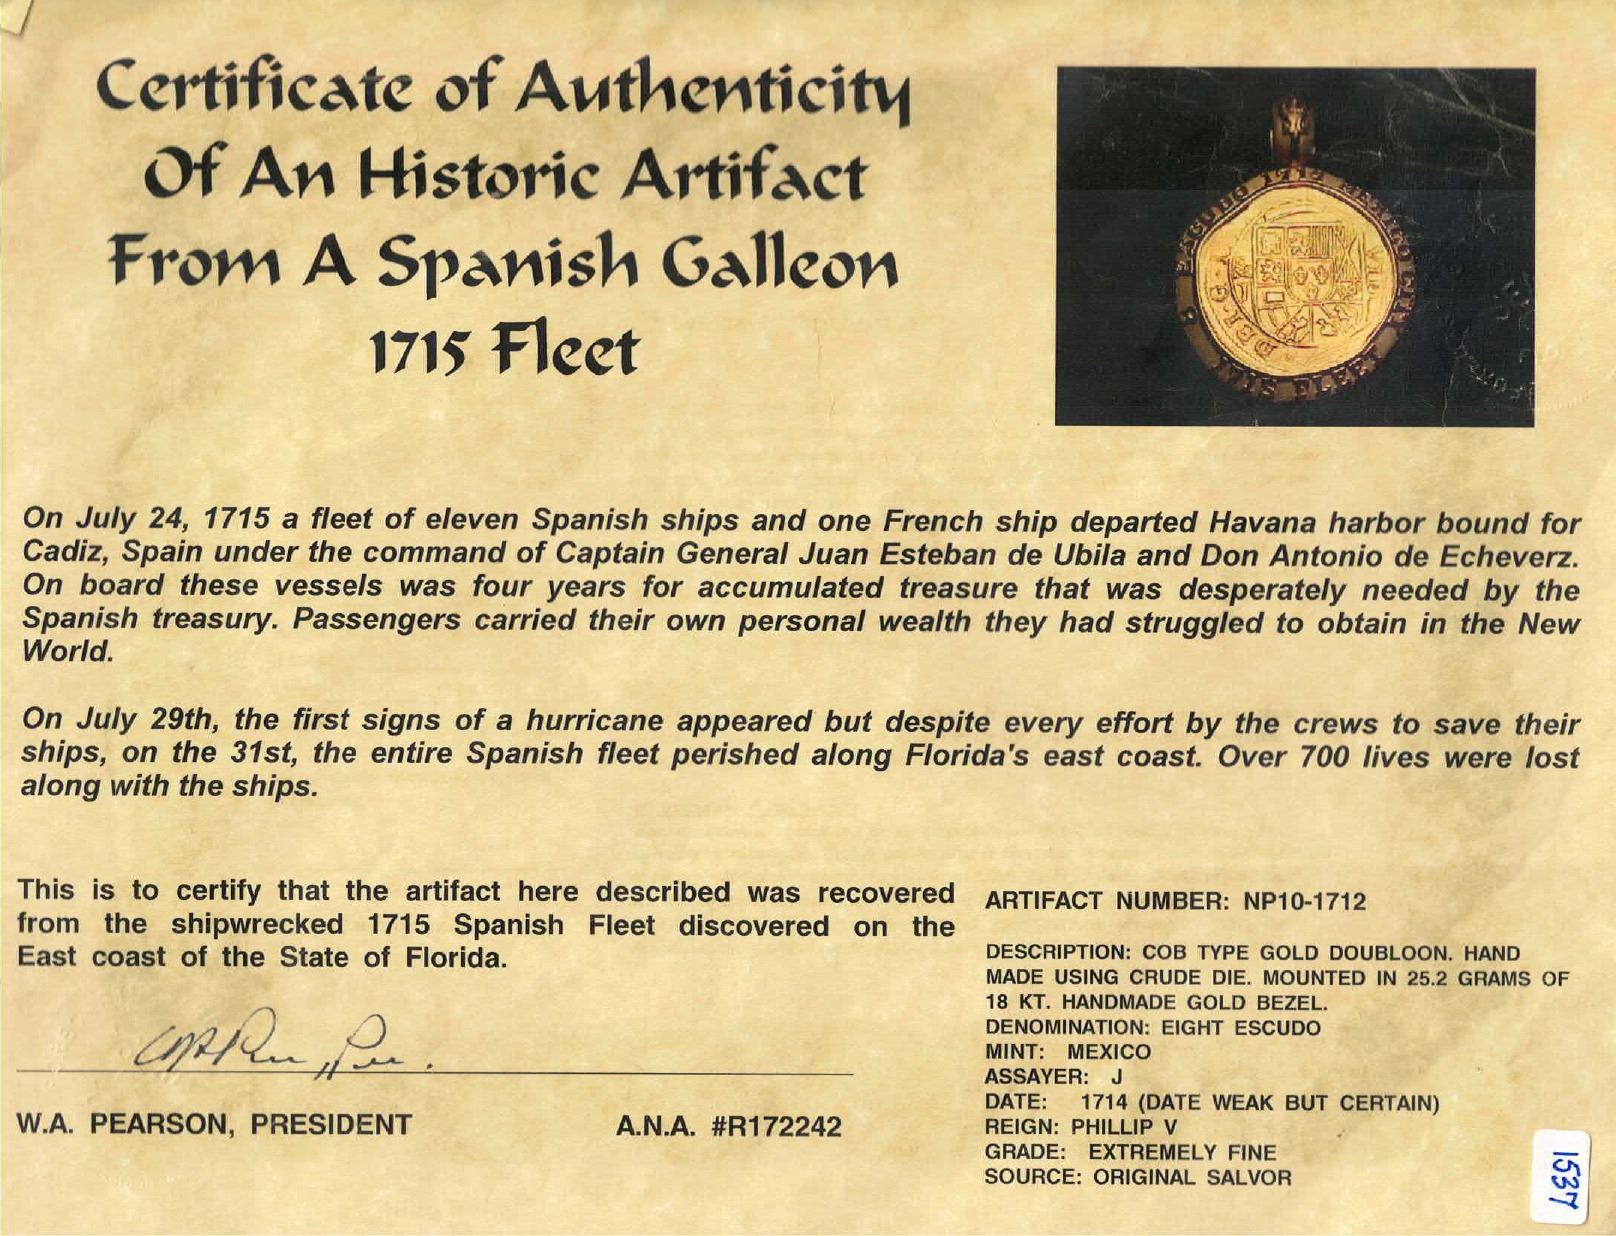 Certificate of Authenticity
Of An Historic Artifact
From A Spanish Galleon
1715 Fleet
1715 FLEET
On July 24, 1715 a fleet of eleven Spanish ships and one French ship departed Havana harbor bound for
Cadiz, Spain under the command of Captain General Juan Esteban de Ubila and Don Antonio de Echeverz.
On board these vessels was four years for accumulated treasure that was desperately needed by the
Spanish treasury. Passengers carried their own personal wealth they had struggled to obtain in the New
World.
On July 29th, the first signs of a hurricane appeared but despite every effort by the crews to save their
ships, on the 31st, the entire Spanish fleet perished along Florida's east coast. Over 700 lives were lost
along with the ships.
This is to certify that the artifact here described was recovered
from the shipwrecked 1715 Spanish Fleet discovered on the
East coast of the State of Florida.
W.A. PEARSON, PRESIDENT A.N.A. #R172242
ARTIFACT NUMBER: NP10-1712
DESCRIPTION: COB TYPE GOLD DOUBLOON. HAND
MADE USING CRUDE DIE. MOUNTED IN 25.2 GRAMS OF
18 KT. HANDMADE GOLD BEZEL.
DENOMINATION: EIGHT ESCUDO
MINT: MEXICO
ASSAYER: J
DATE: 1714 (DATE WEAK BUT CERTAIN)
REIGN: PHILLIP V
GRADE: EXTREMELY FINE
SOURCE: ORIGINAL SALVOR
1537